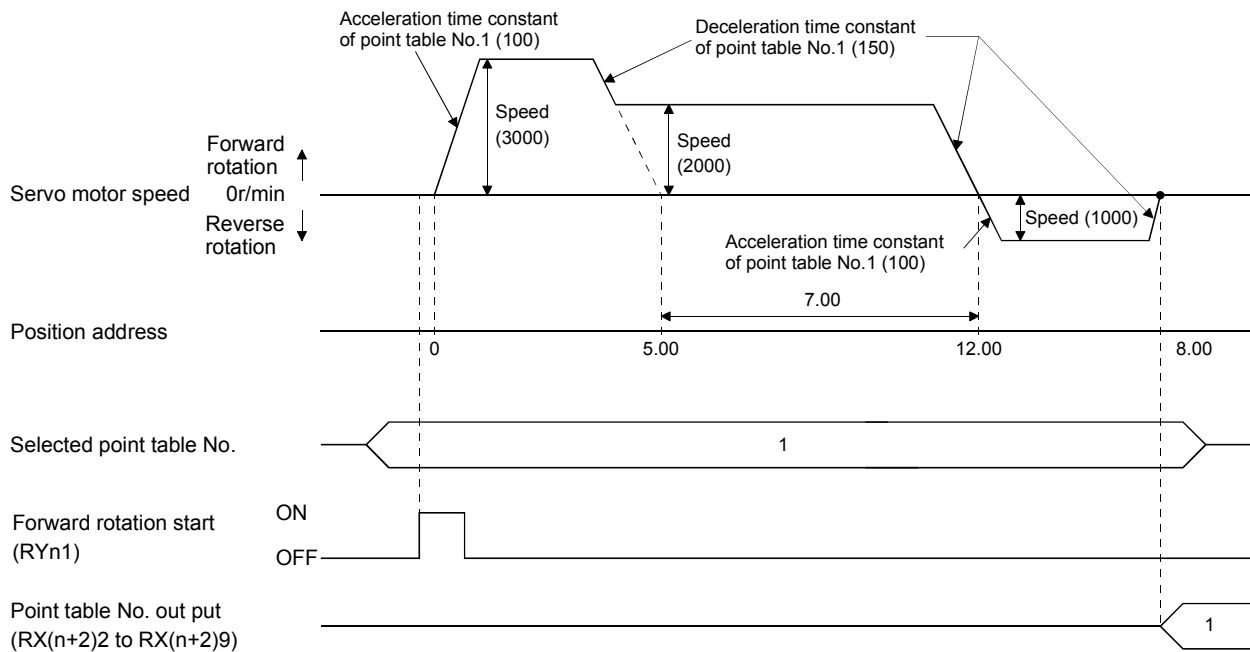 Acceleration time constant
of point table No.1 (100)
Deceleration time constant
of point table No.1 (150)
Speed
(3000)
Speed
(2000)
Forward
rotation
Servo motor speed 0r/min
Reverse
rotation
Speed (1000)
Acceleration time constant
of point table No.1 (100)
7.00
Position address
0 5.00 12.00 8.00
Selected point table No.
1
Forward rotation start
(RYn1)
ON
OFF
Point table No. out put
(RX(n+2)2 to RX(n+2)9)
1